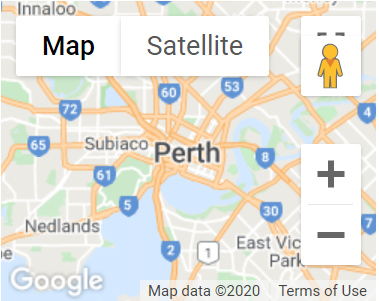 Innaloo
Map
Satellite
72
60
53
4
65
Subiaco
Perth
8
61
5
30
Nedlands
2
1
East Vic
Park
Google
Map data ©2020
Terms of Use